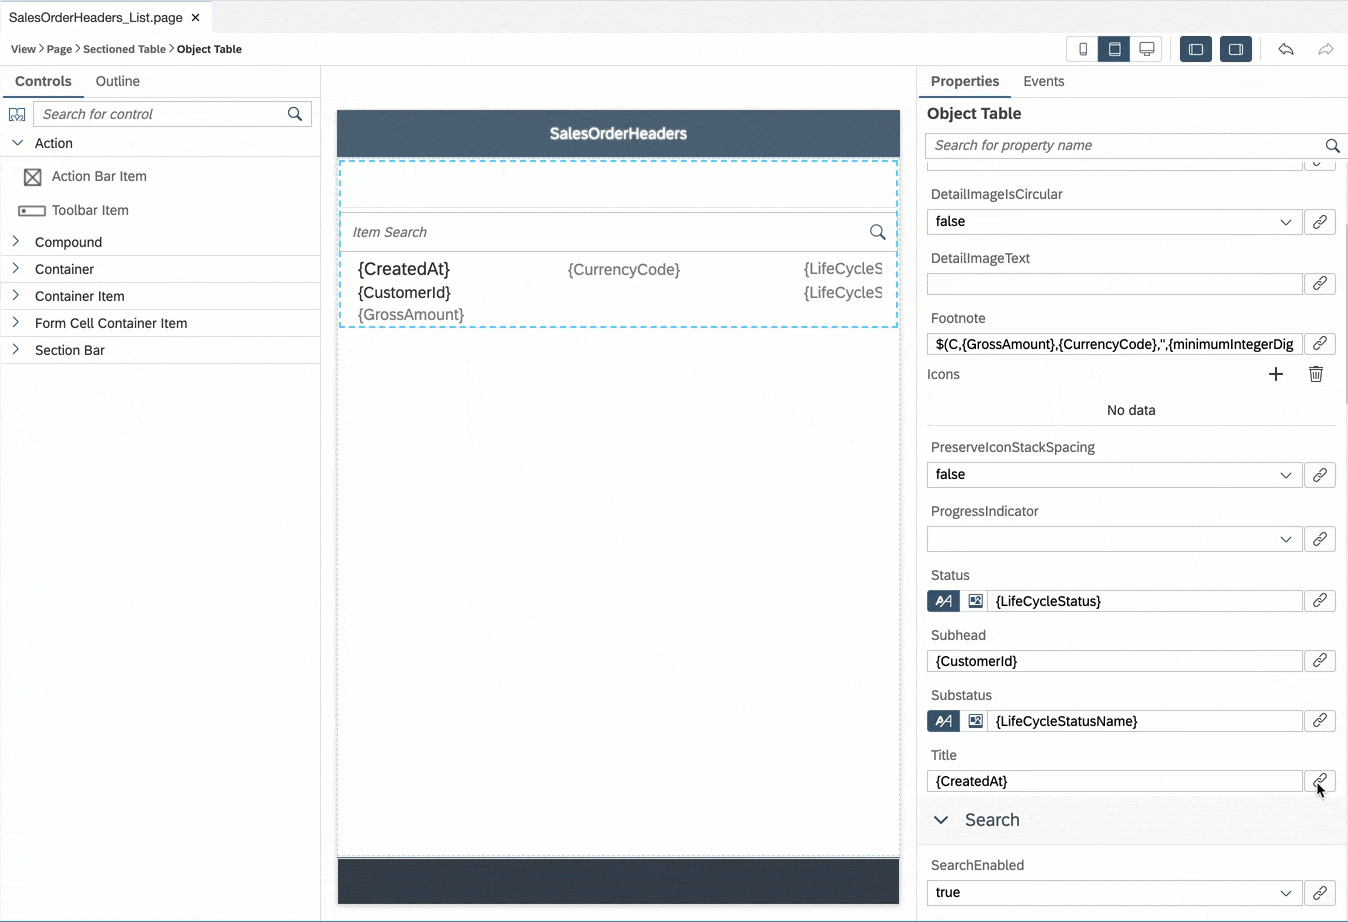 SalesOrderHeaders_List.page
View > Page > Sectioned Table > Object Table
Controls
Outline
Search for control
Action
Action Bar Item
Toolbar Item
Compound
Container
Container Item
Form Cell Container Item
Section Bar
SalesOrderHeaders
Item Search
{CreatedAt} {CurrencyCode} {LifeCycleS
{CustomerId} {LifeCycleS
{GrossAmount}
Properties
Events
Object Table
Search for property name
DetailImageIsCircular
false
DetailImageText
Footnote
$(C,{GrossAmount},{CurrencyCode},'',{minimumIntegerDig
Icons
No data
PreserveIconStackSpacing
false
ProgressIndicator
Status
{LifeCycleStatus}
Subhead
{CustomerId}
Substatus
{LifeCycleStatusName}
Title
{CreatedAt}
Search
SearchEnabled
true